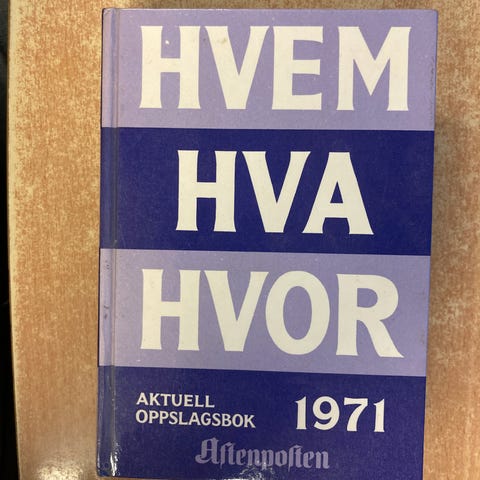 HVEM
HVA
HVOR
AKTUELL
OPPSLAGSBOK 1971
Aftenposten